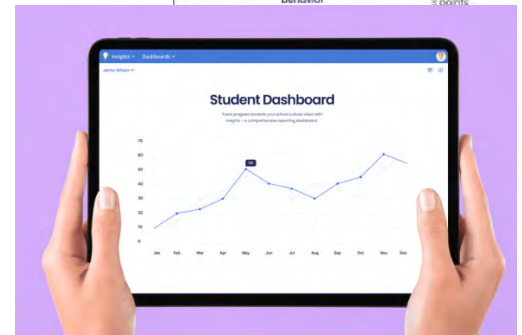 Behavior
3 points
Insights Dashboards
James Wilson
Student Dashboard
Track progress towards your school culture vision with
Insights - a comprehensive reporting dashboard.
70
60
50
50
40
30
20
10
0
Jan Feb Mar Apr May Jun Jul Aug Sep Oct Nov Dec